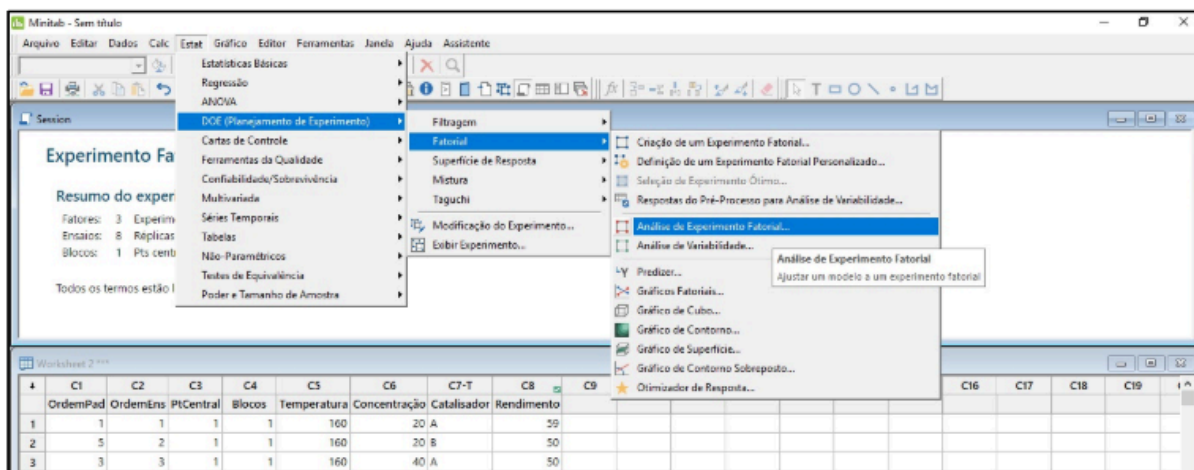 Minitab - Sem título
Arquivo Editar Dados Calc Estat Gráfico Editor Ferramentas Janela Ajuda Assistente
Estatísticas Básicas
Regressão
ANOVA
DOE (Planejamento de Experimento)
Cartas de Controle
Ferramentas da Qualidade
Confiabilidade/Sobrevivência
Multivariada
Séries Temporais
Tabelas
Não-Paramétricos
Testes de Equivalência
Poder e Tamanho de Amostra
Filtragem
Fatorial
Superfície de Resposta
Mistura
Taguchi
Modificação do Experimento...
Exibir Experimento...
Criação de um Experimento Fatorial...
Definição de um Experimento Fatorial Personalizado...
Seleção de Experimento Ótimo...
Respostas do Pré-Processo para Análise de Variabilidade...
Análise de Experimento Fatorial...
Análise de Variabilidade...
Predizer...
Gráficos Fatoriais...
Gráfico de Cubo...
Gráfico de Contorno...
Gráfico de Superfície...
Gráfico de Contorno Sobreposto...
Otimizador de Resposta...
Análise de Experimento Fatorial
Ajustar um modelo a um experimento fatorial
Session
Experimento Fa
Resumo do exper
Fatores: 3 Experim
Ensaios: 8 Réplicas
Blocos: 1 Pts cent
Todos os termos estão l
Worksheet 2 ***
C1 C2 C3 C4 C5 C6 C7-T C8 C9 C16 C17 C18 C19
OrdemPad OrdemEns PtCentral Blocos Temperatura Concentração Catalisador Rendimento
1 1 1 1 1 160 20 A 59
2 5 2 1 1 160 20 B 50
3 3 3 1 1 160 40 A 50